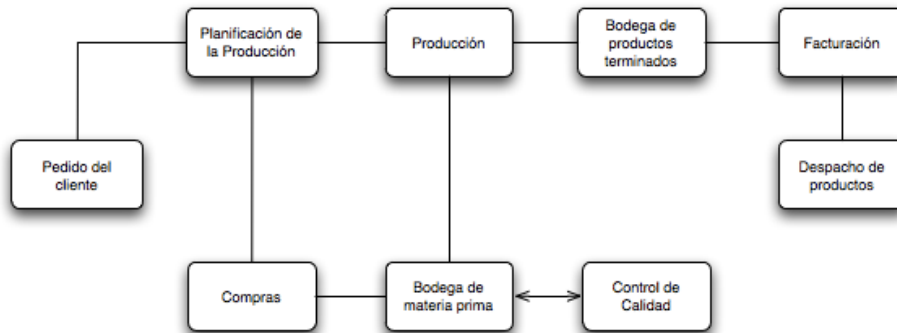 Planificación de
la Producción
Producción
Bodega de
productos
terminados
Facturación
Pedido del
cliente
Despacho de
productos
Compras
Bodega de
materia prima
Control de
Calidad